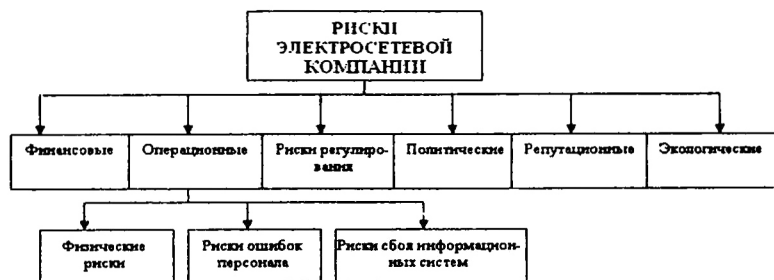 РИСКИ
ЭЛЕКТРОСЕТЕВОЙ
КОМПАНИИ
Финансовые
Операционные
Риски регулиро-
вания
Политические
Репутационные
Экологические
Физические
риски
Риски ошибок
персонала
Риски сбоя информацион-
ных систем